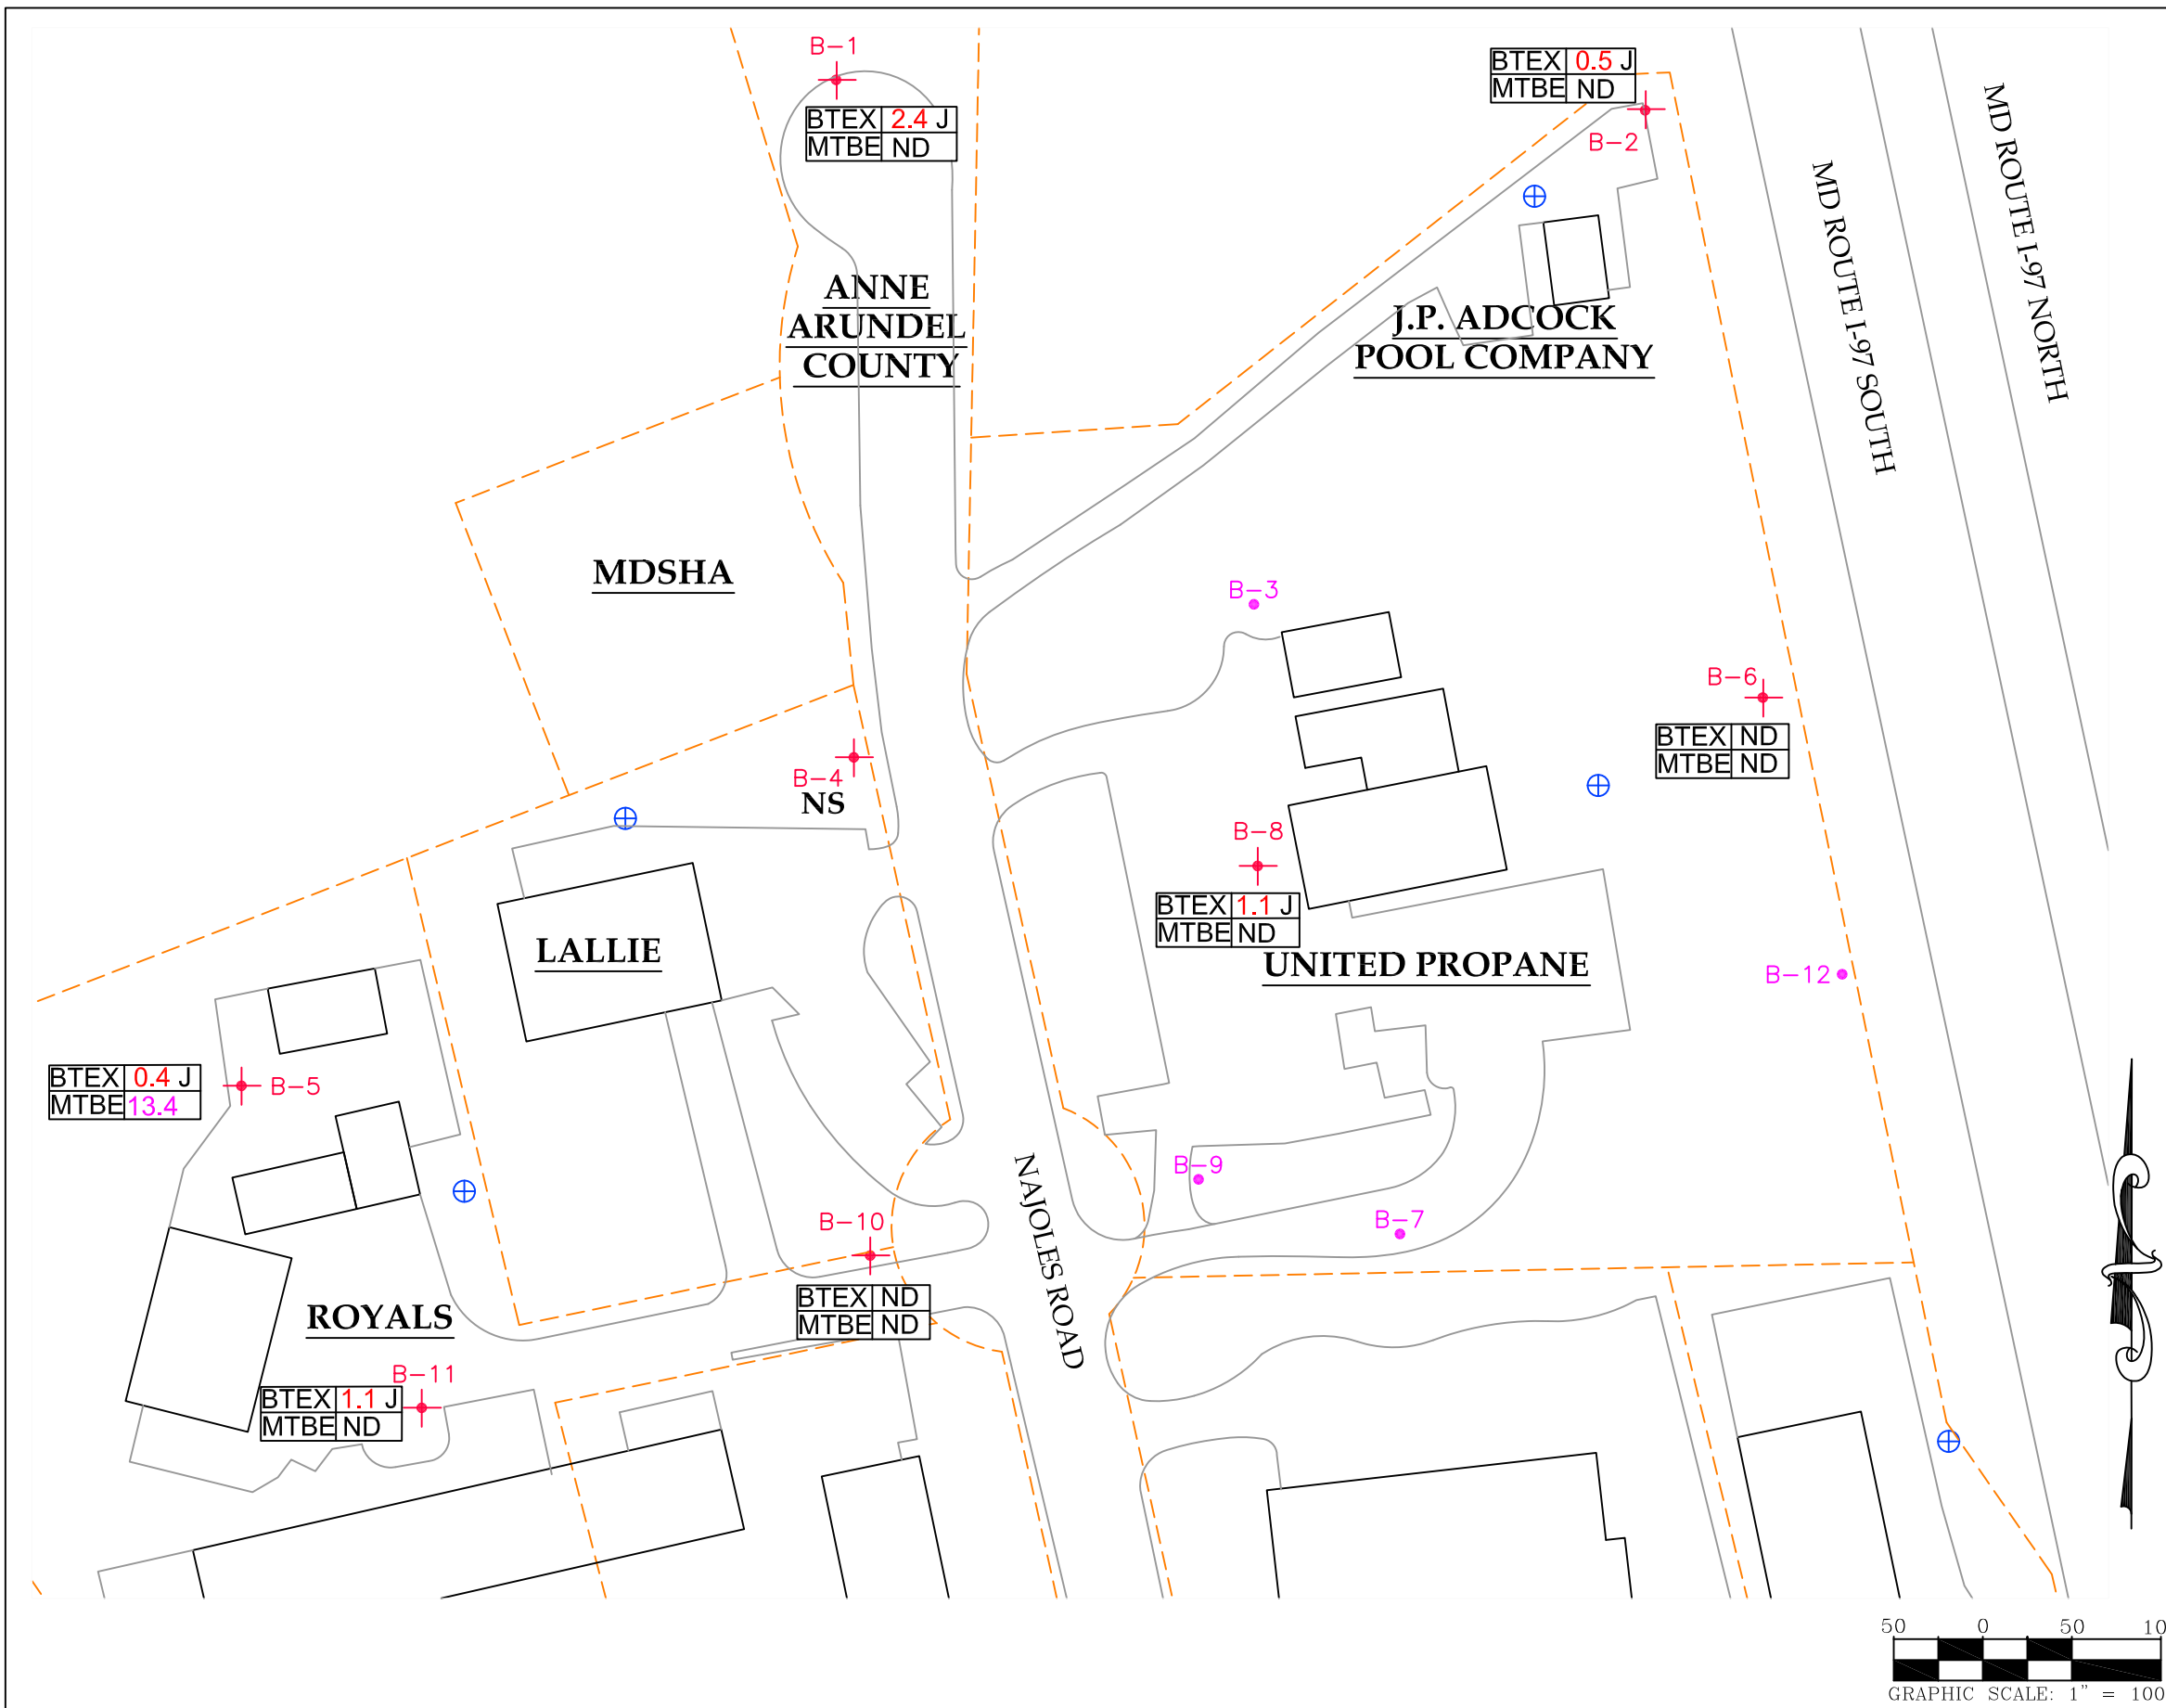 B-1
BTEX 2.4 J
MTBE ND
BTEX 0.5 J
MTBE ND
B-2
MD ROUTE I-97 NORTH
MD ROUTE I-97 SOUTH
ANNE
ARUNDEL
COUNTY
J.P. ADCOCK
POOL COMPANY
MDSHA
B-3
B-6
BTEX ND
MTBE ND
B-4
NS
B-8
BTEX 1.1 J
MTBE ND
LALLIE
UNITED PROPANE
B-12
BTEX 0.4 J
MTBE 13.4
B-5
B-9
B-7
NAJOLES ROAD
B-10
BTEX ND
MTBE ND
ROYALS
B-11
BTEX 1.1 J
MTBE ND
50 0 50 10
GRAPHIC SCALE: 1" = 100